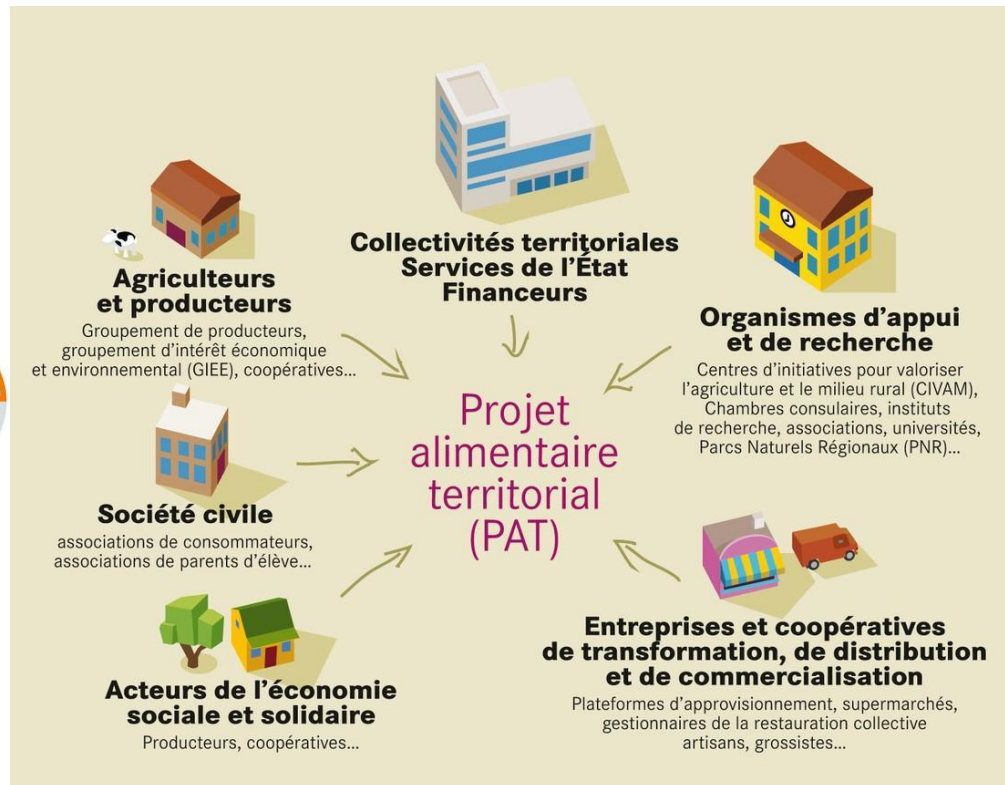 Collectivités territoriales
Services de l'État
Financeurs
Agriculteurs
et producteurs
Groupement de producteurs,
groupement d'intérêt économique
et environnemental (GIEE), coopératives...
Organismes d'appui
et de recherche
Centres d'initiatives pour valoriser
l'agriculture et le milieu rural (CIVAM),
Chambres consulaires, instituts
de recherche, associations, universités,
Parcs Naturels Régionaux (PNR)...
Projet
alimentaire
territorial
(PAT)
Société civile
associations de consommateurs,
associations de parents d'élève...
Acteurs de l'économie
sociale et solidaire
Producteurs, coopératives...
Entreprises et coopératives
de transformation, de distribution
et de commercialisation
Plateformes d'approvisionnement, supermarchés,
gestionnaires de la restauration collective
artisans, grossistes...